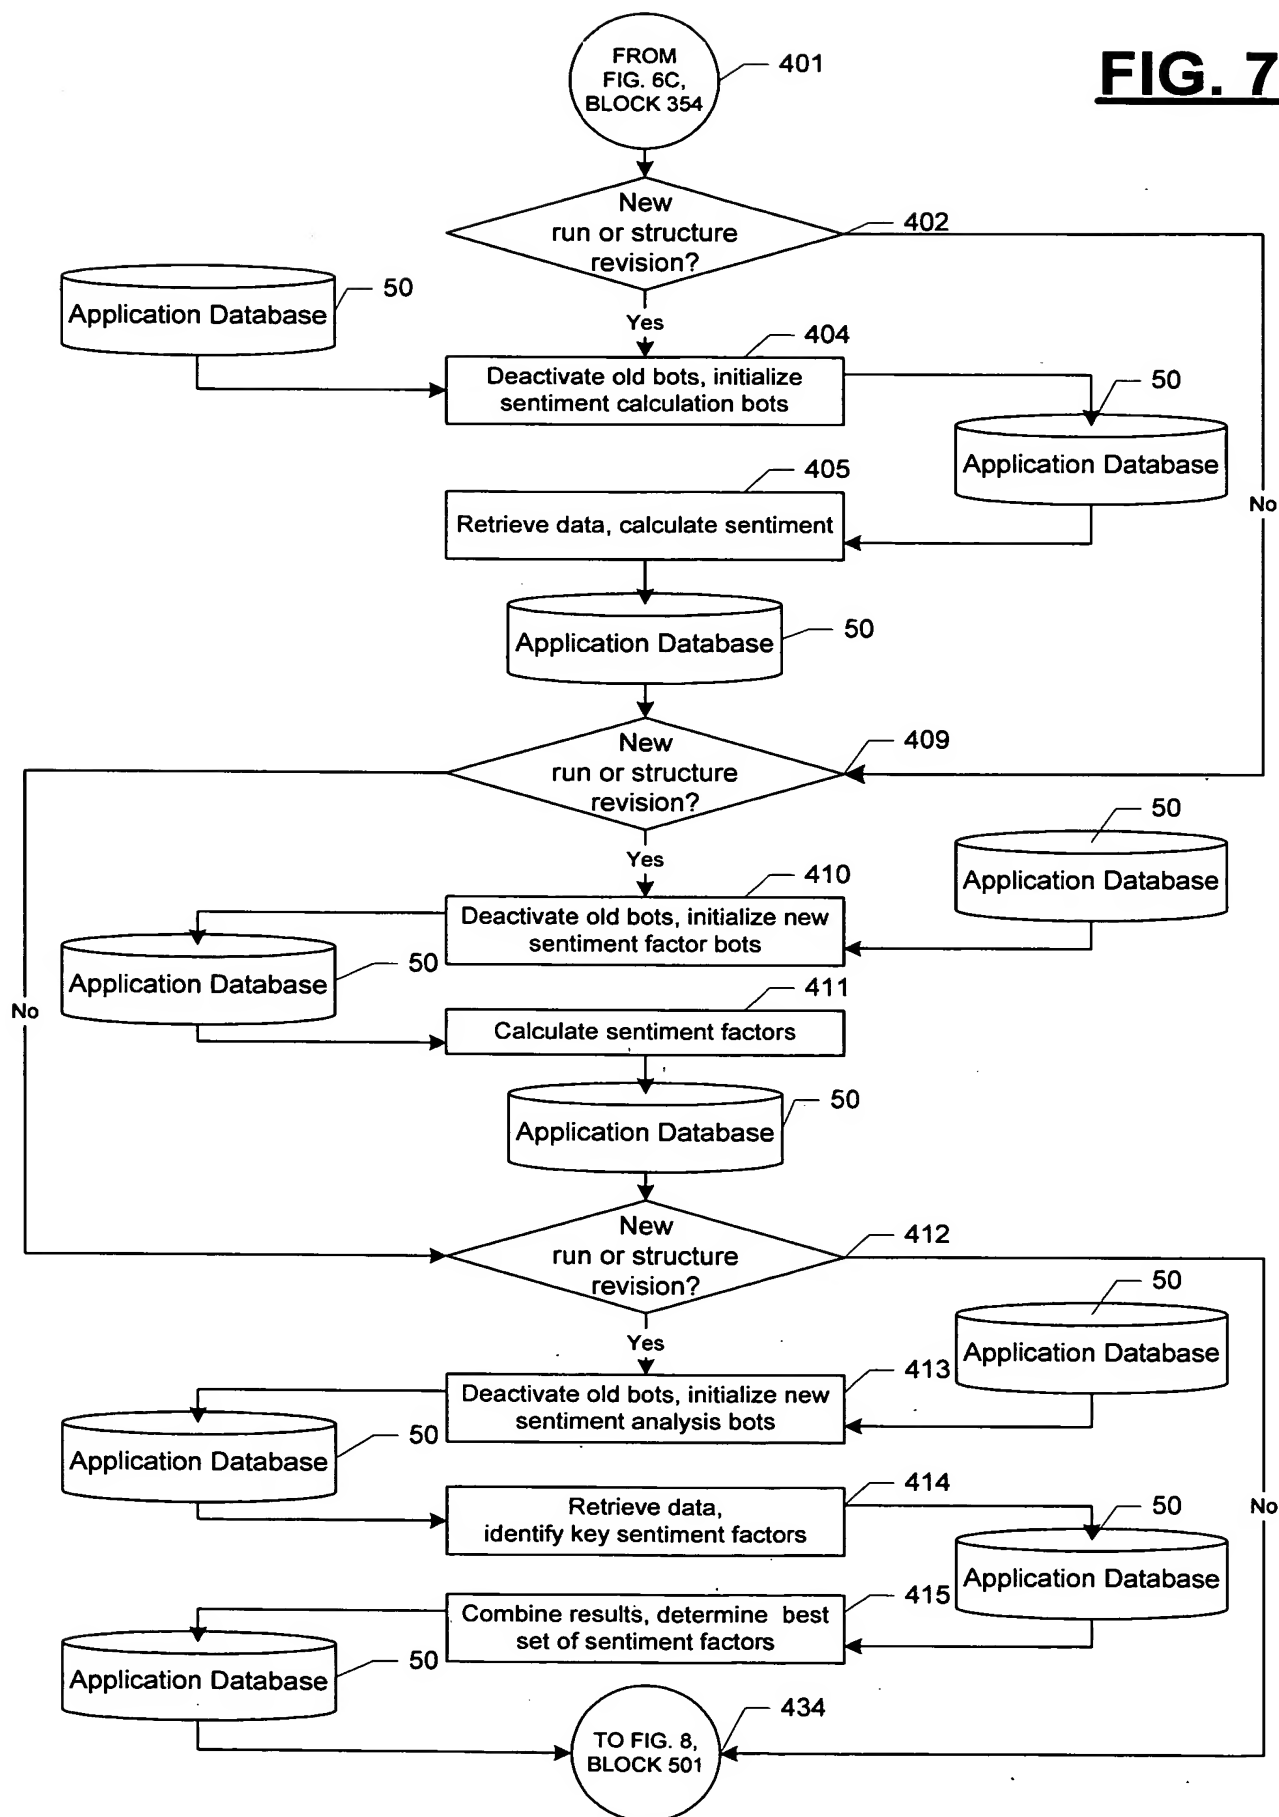 FROM
FIG. 6C,
BLOCK 354
401
FIG. 7
New
run or structure
revision?
402
50
Application Database
Yes
404
Deactivate old bots, initialize
sentiment calculation bots
50
Application Database
405
Retrieve data, calculate sentiment
No
50
Application Database
New
run or structure
revision?
409
Yes
50
Application Database
410
Deactivate old bots, initialize new
sentiment factor bots
50
Application Database
No
411
Calculate sentiment factors
50
Application Database
New
run or structure
revision?
412
50
Application Database
Yes
413
Deactivate old bots, initialize new
sentiment analysis bots
50
Application Database
414
Retrieve data,
identify key sentiment factors
50
Application Database
No
415
Combine results, determine best
set of sentiment factors
50
Application Database
434
TO FIG. 8,
BLOCK 501